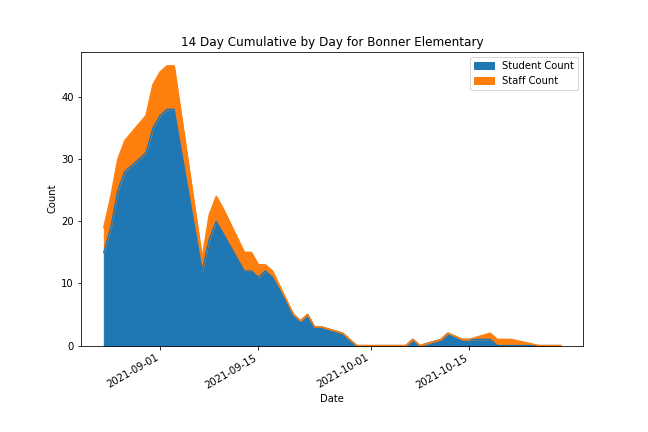 14 Day Cumulative by Day for Bonner Elementary
Student Count
Staff Count
Count
40
30
20
10
0
2021-09-01
2021-09-15
2021-10-01
2021-10-15
Date